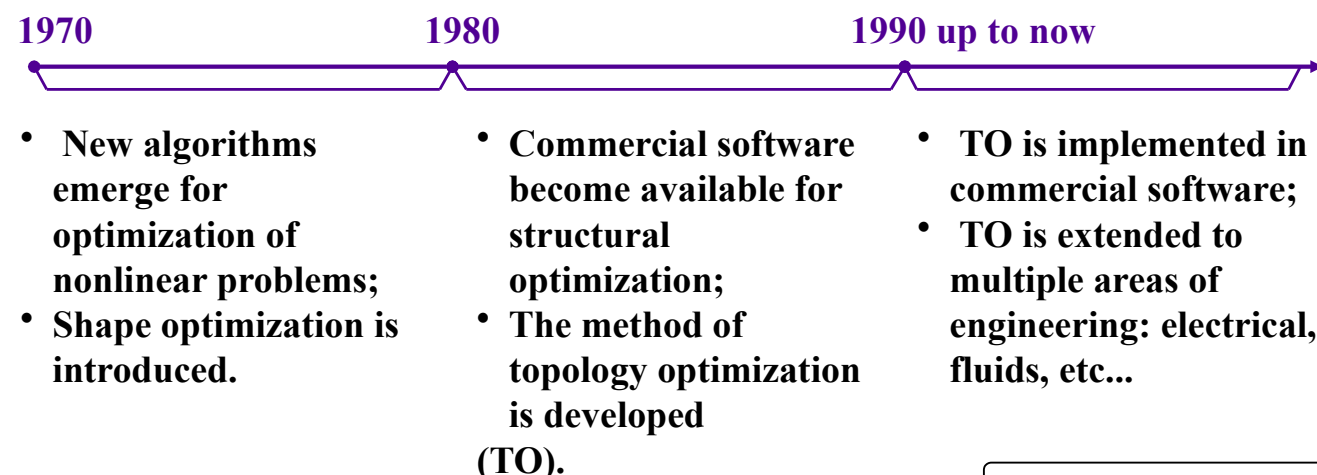 1970
1980
1990 up to now
• New algorithms
emerge for
optimization of
nonlinear problems;
• Shape optimization is
introduced.
• Commercial software
become available for
structural
optimization;
• The method of
topology optimization
is developed
(TO).
• TO is implemented in
commercial software;
• TO is extended to
multiple areas of
engineering: electrical,
fluids, etc...